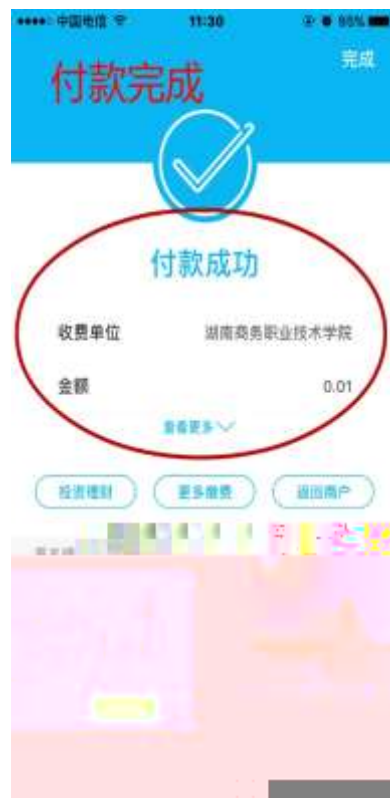 中国电信 11:30 95%
完成
付款完成
付款成功
收费单位 湖南商务职业技术学院
金额 0.01
查看更多
投资理财 更多缴费 返回商户